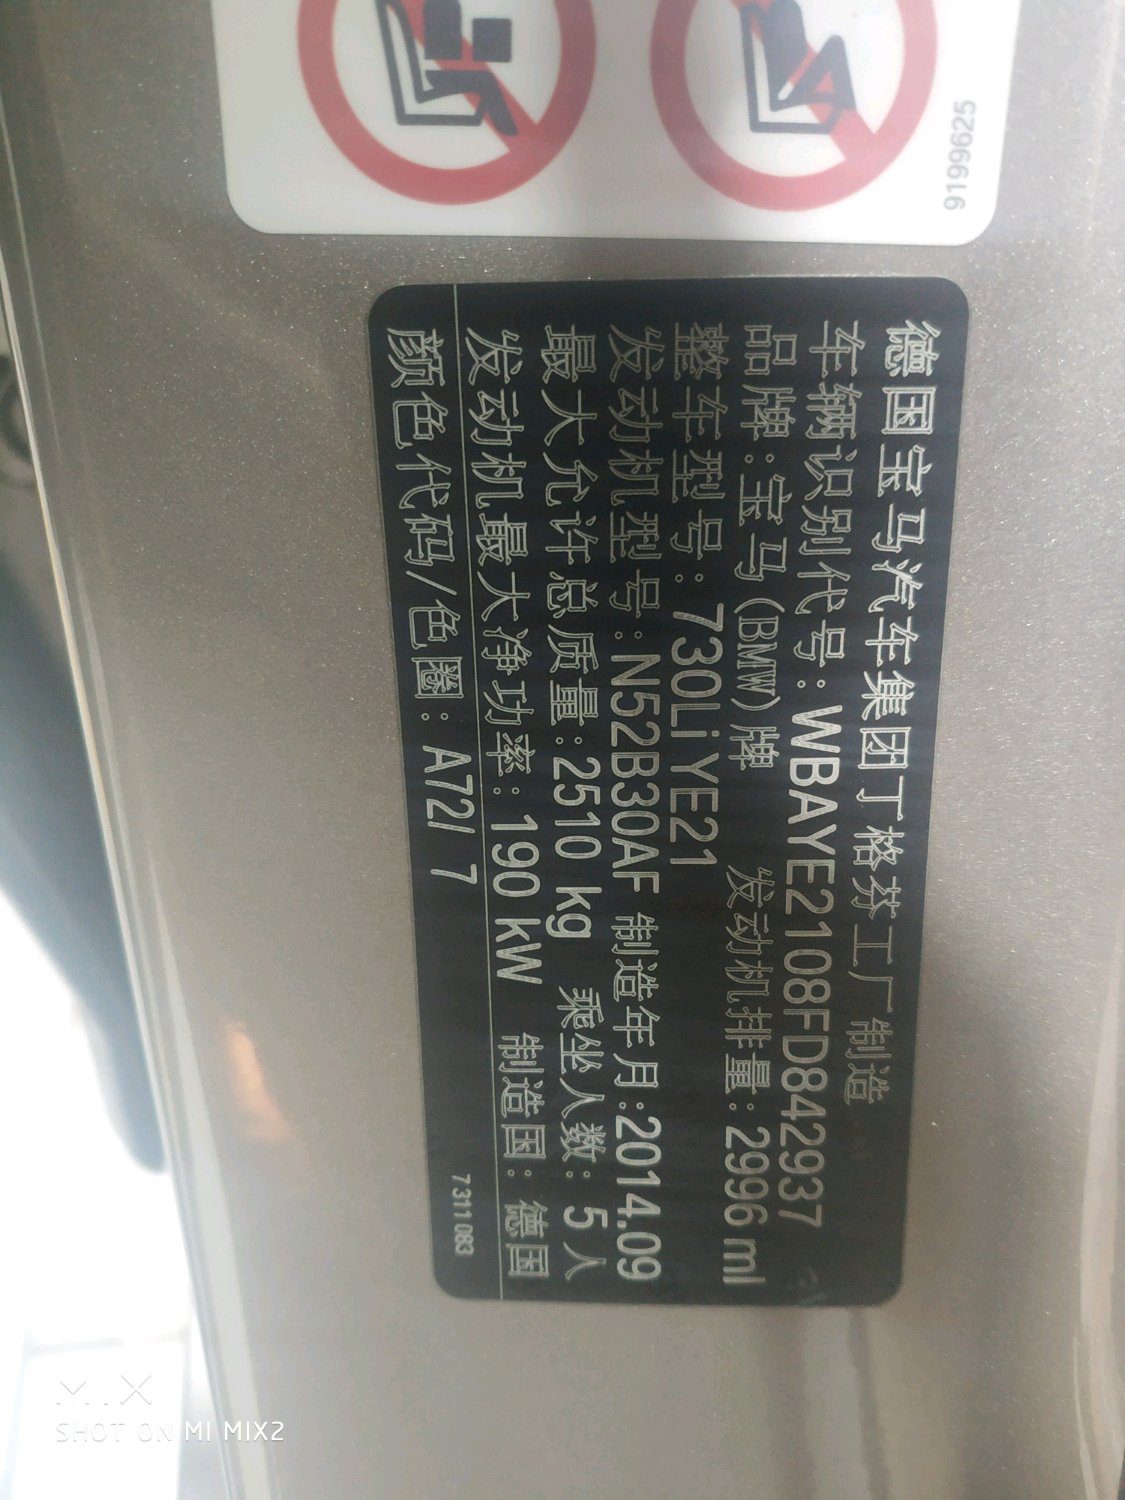 9199625
德国宝马汽车集团丁格芬工厂制造
车辆识别代号:WBAYE2108FD842937
品牌:宝马(BMW)牌 发动机排量:2996 ml
整车型号:730Li YE21
发动机型号:N52B30AF 制造年月:2014.09
最大允许总质量:2510 kg 乘坐人数: 5 人
发动机最大净功率:190 kW 制造国:德国
颜色代码/色圈: A72/ 7
7 311 083
MIX
SHOT ON MI MIX2